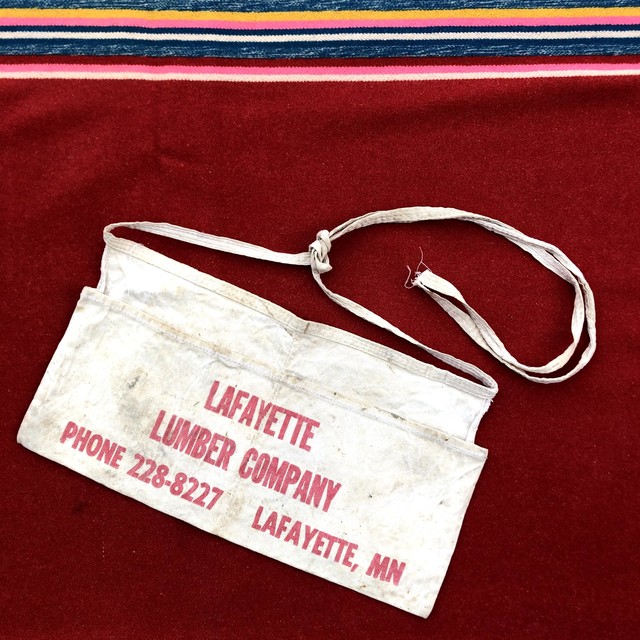 LAFAYETTE
LUMBER COMPANY
PHONE 228-8227 LAFAYETTE, MN